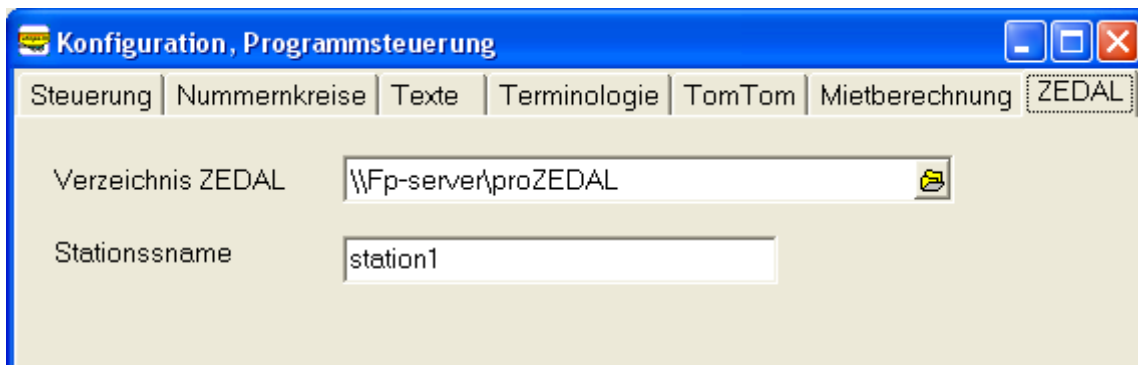 Konfiguration, Programmsteuerung
Steuerung Nummernkreise Texte Terminologie TomTom Mietberechnung ZEDAL
Verzeichnis ZEDAL \\Fp-server\proZEDAL
Stationssname station1